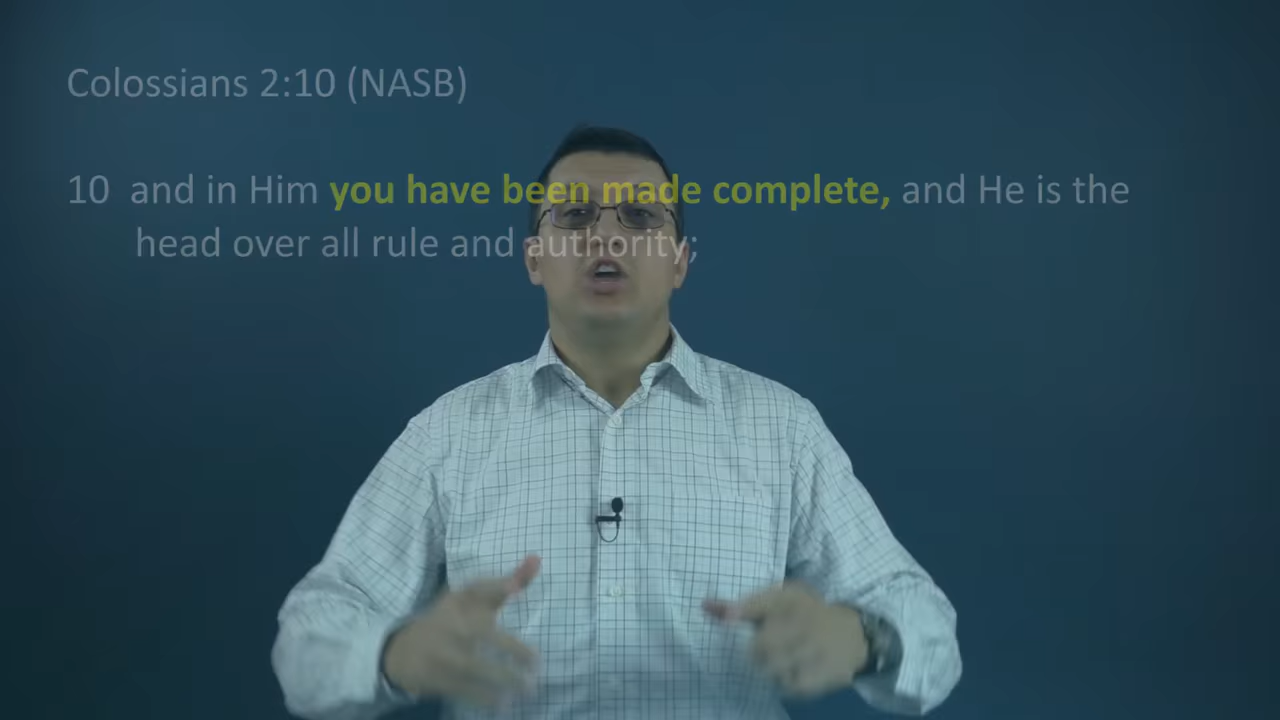 Colossians 2:10 (NASB)
10 and in Him you have been made complete, and He is the
head over all rule and authority;